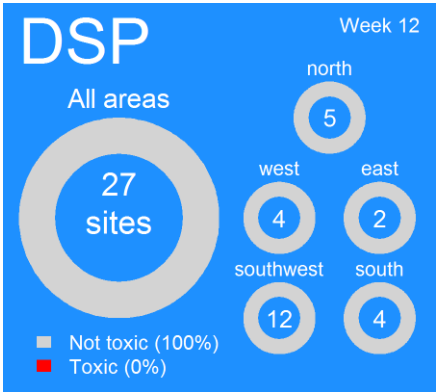 DSP
Week 12
All areas
27
sites
north
5
west
4
east
2
southwest
12
south
4
Not toxic (100%)
Toxic (0%)